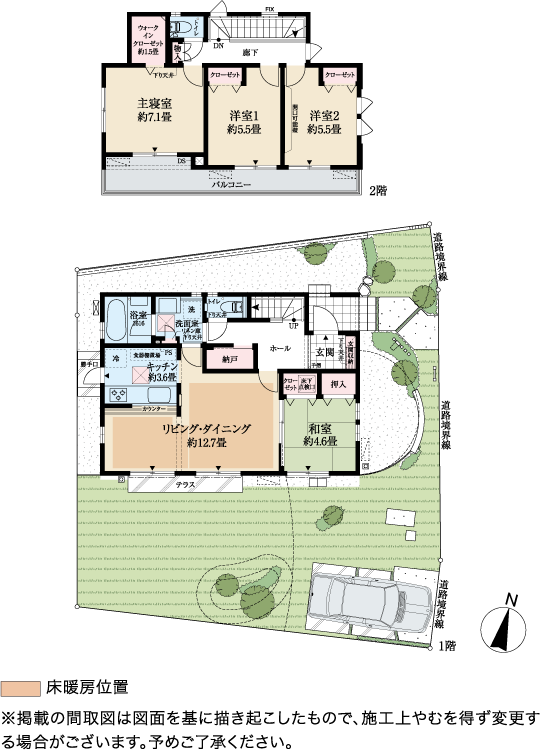 FIX
ウォーク
イン
クローゼット
約1.5畳
トイレ
物入
DN
廊下
下り天井
クローゼット
クローゼット
主寝室
約7.1畳
洋室1
約5.5畳
洋室2
約5.5畳
DS
バルコニー
2階
道路境界線
浴室
1616
洗
洗面室
リネン庫
下り天井
トイレ
下り天井
UP
ホール
玄関
下り天井
玄関収納
納戸
冷
食器棚置場
PS
キッチン
約3.6畳
勝手口
カウンター
クローゼット
床下
点検口
押入
リビング・ダイニング
約12.7畳
和室
約4.6畳
道路境界線
テラス
道路境界線
N
1階
床暖房位置
※掲載の間取図は図面を基に描き起こしたもので、施工上やむを得ず変更す
る場合がございます。予めご了承ください。